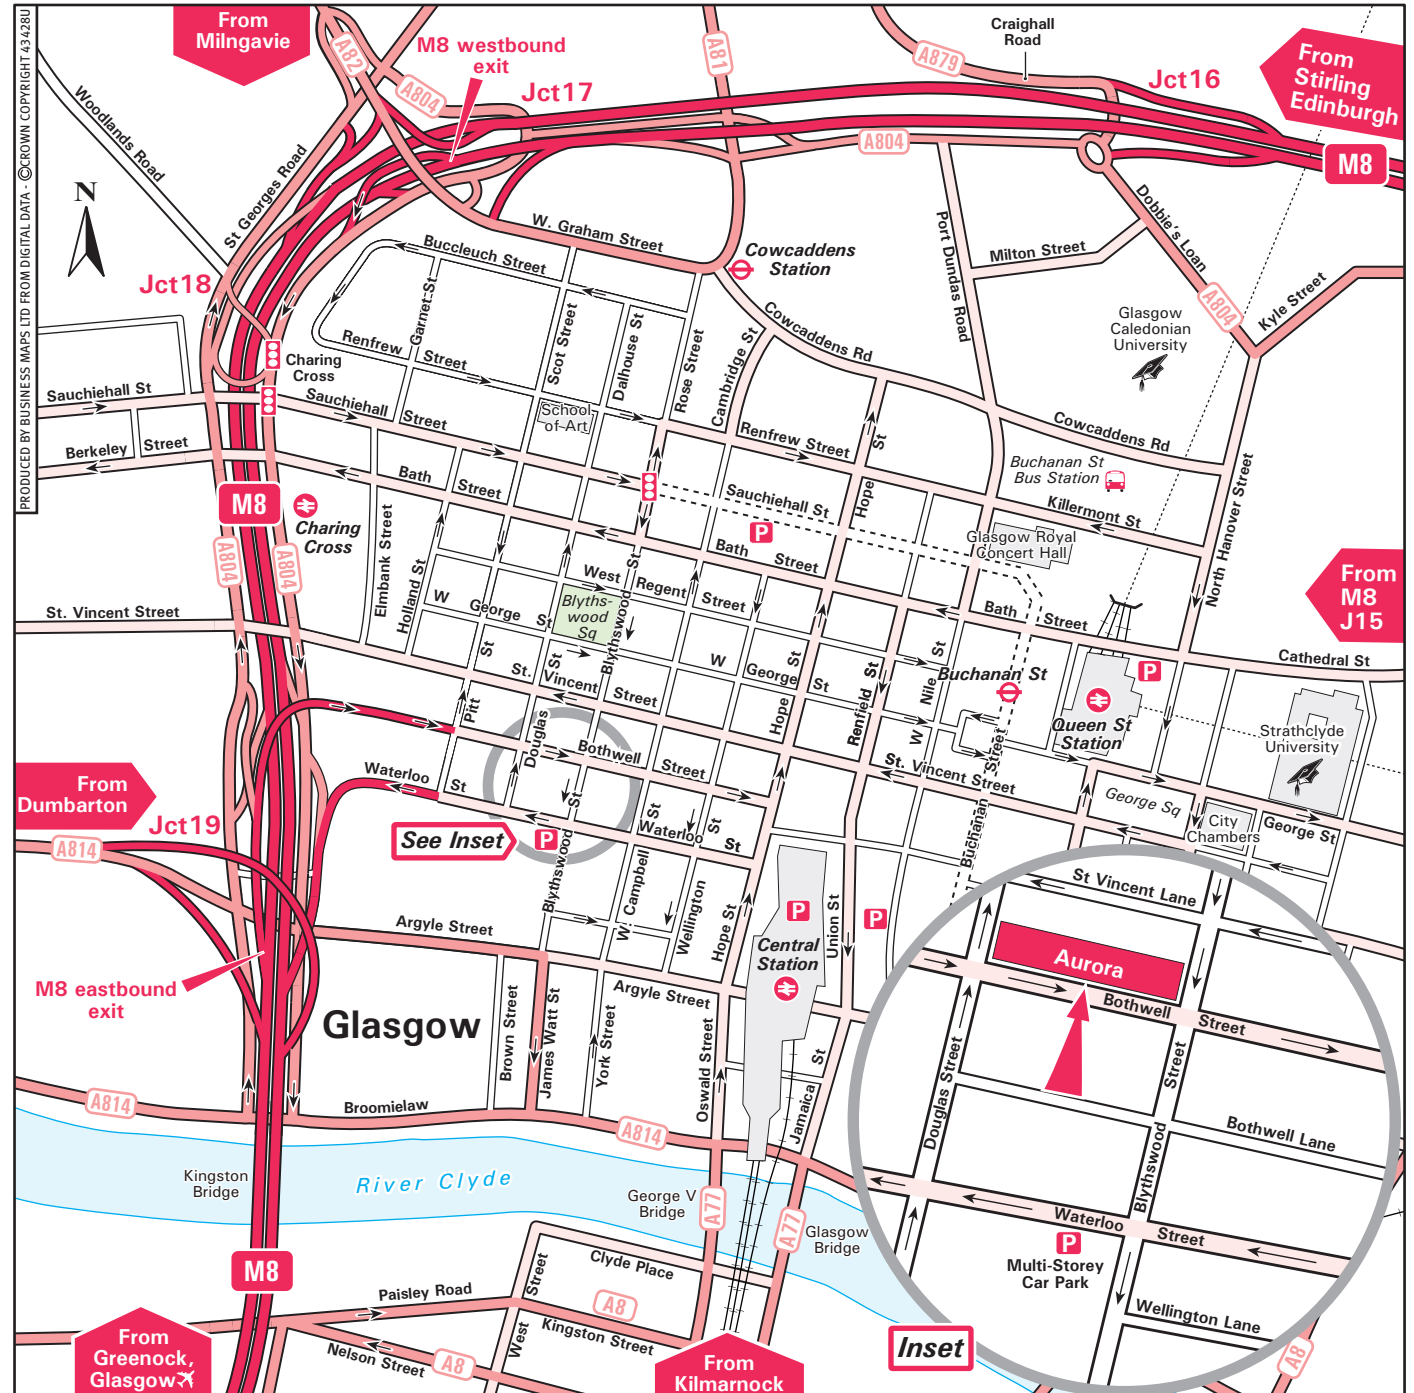 PRODUCED BY BUSINESS MAPS LTD FROM DIGITAL DATA - ©CROWN COPYRIGHT 43428U
From
Milngavie
A82
M8 westbound
exit
A804
Jct17
A81
A879
Craighall
Road
Jct16
From
Stirling
Edinburgh
M8
A804
Woodlands Road
N
St Georges Road
Jct18
W. Graham Street
Buccleuch Street
Cowcaddens
Station
Port Dundas Road
Milton Street
Dobbie's Loan
A804
Kyle Street
Glasgow
Caledonian
University
Garnet St
Renfrew Street
Scot Street
Dalhouse St
Rose Street
Cambridge St
Cowcaddens Rd
Charing
Cross
Sauchiehall St
Sauchiehall Street
School
of Art
Berkeley Street
Bath Street
Renfrew Street
Hope St
Cowcaddens Rd
Buchanan St
Bus Station
Killermont St
North Hanover Street
Sauchiehall St
P
Glasgow Royal
Concert Hall
M8
Charing
Cross
A804
A804
Elmbank Street
Holland St
Bath Street
West Regent Street
Blyths-
wood
Sq
Blythswood St
W George St
St. Vincent Street
Bath Street
From
M8
J15
Cathedral St
W George St
Hope St
Renfield St
W Nile St
Buchanan St
P
Queen St
Station
Strathclyde
University
St. Vincent Street
Pitt St
Douglas St
Bothwell Street
St. Vincent Street
Buchanan Street
George Sq
City
Chambers
George St
From
Dumbarton
Jct19
A814
Waterloo St
See Inset
P
Waterloo St
Blythswood St
W. Campbell St
Wellington St
Hope St
Argyle Street
P
Central
Station
Union St
P
M8 eastbound
exit
Glasgow
Brown Street
James Watt St
York Street
Argyle Street
Oswald Street
Jamaica St
A814
Broomielaw
A814
Kingston
Bridge
River Clyde
George V
Bridge
A77
A77
Glasgow
Bridge
M8
Clyde Place
Paisley Road
West Street
A8
Kingston Street
Nelson Street
A8
From
Greenock,
Glasgow
From
Kilmarnock
St Vincent Lane
Aurora
Bothwell Street
Douglas Street
Blythswood Street
Bothwell Lane
Waterloo Street
P
Multi-Storey
Car Park
Wellington Lane
Inset
A8